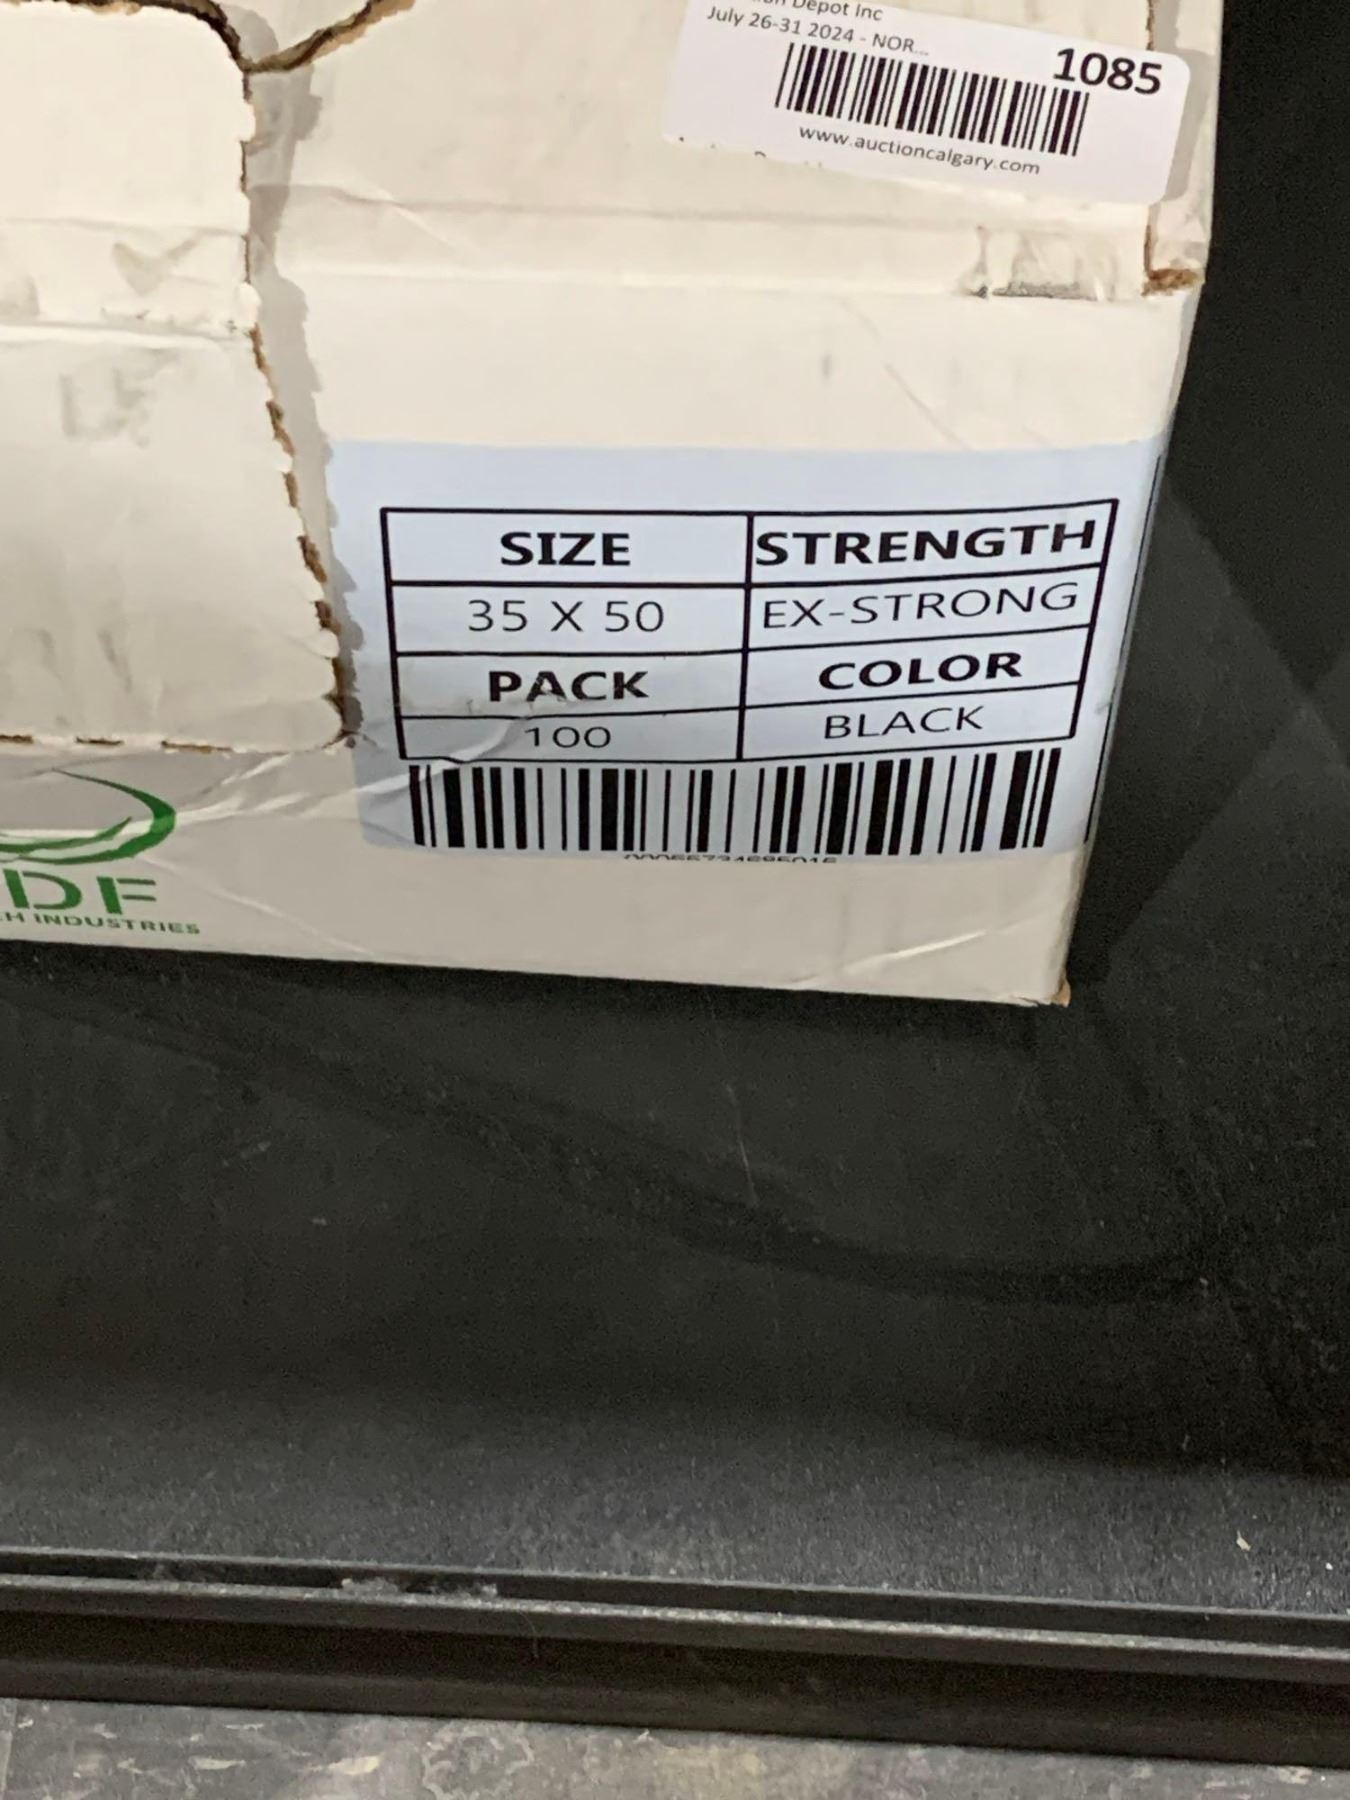 Depot Inc
July 26-31 2024 - NOR...
1085
www.auctioncalgary.com
SIZE STRENGTH
35 X 50 EX-STRONG
PACK COLOR
100 BLACK
DF
INDUSTRIES